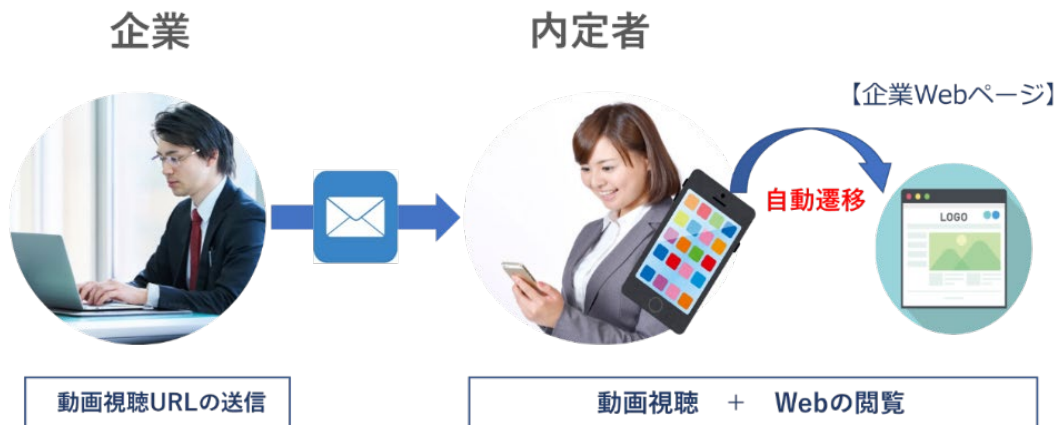 企業
内定者
【企業Webページ】
自動遷移
LOGO
動画視聴URLの送信
動画視聴 + Webの閲覧